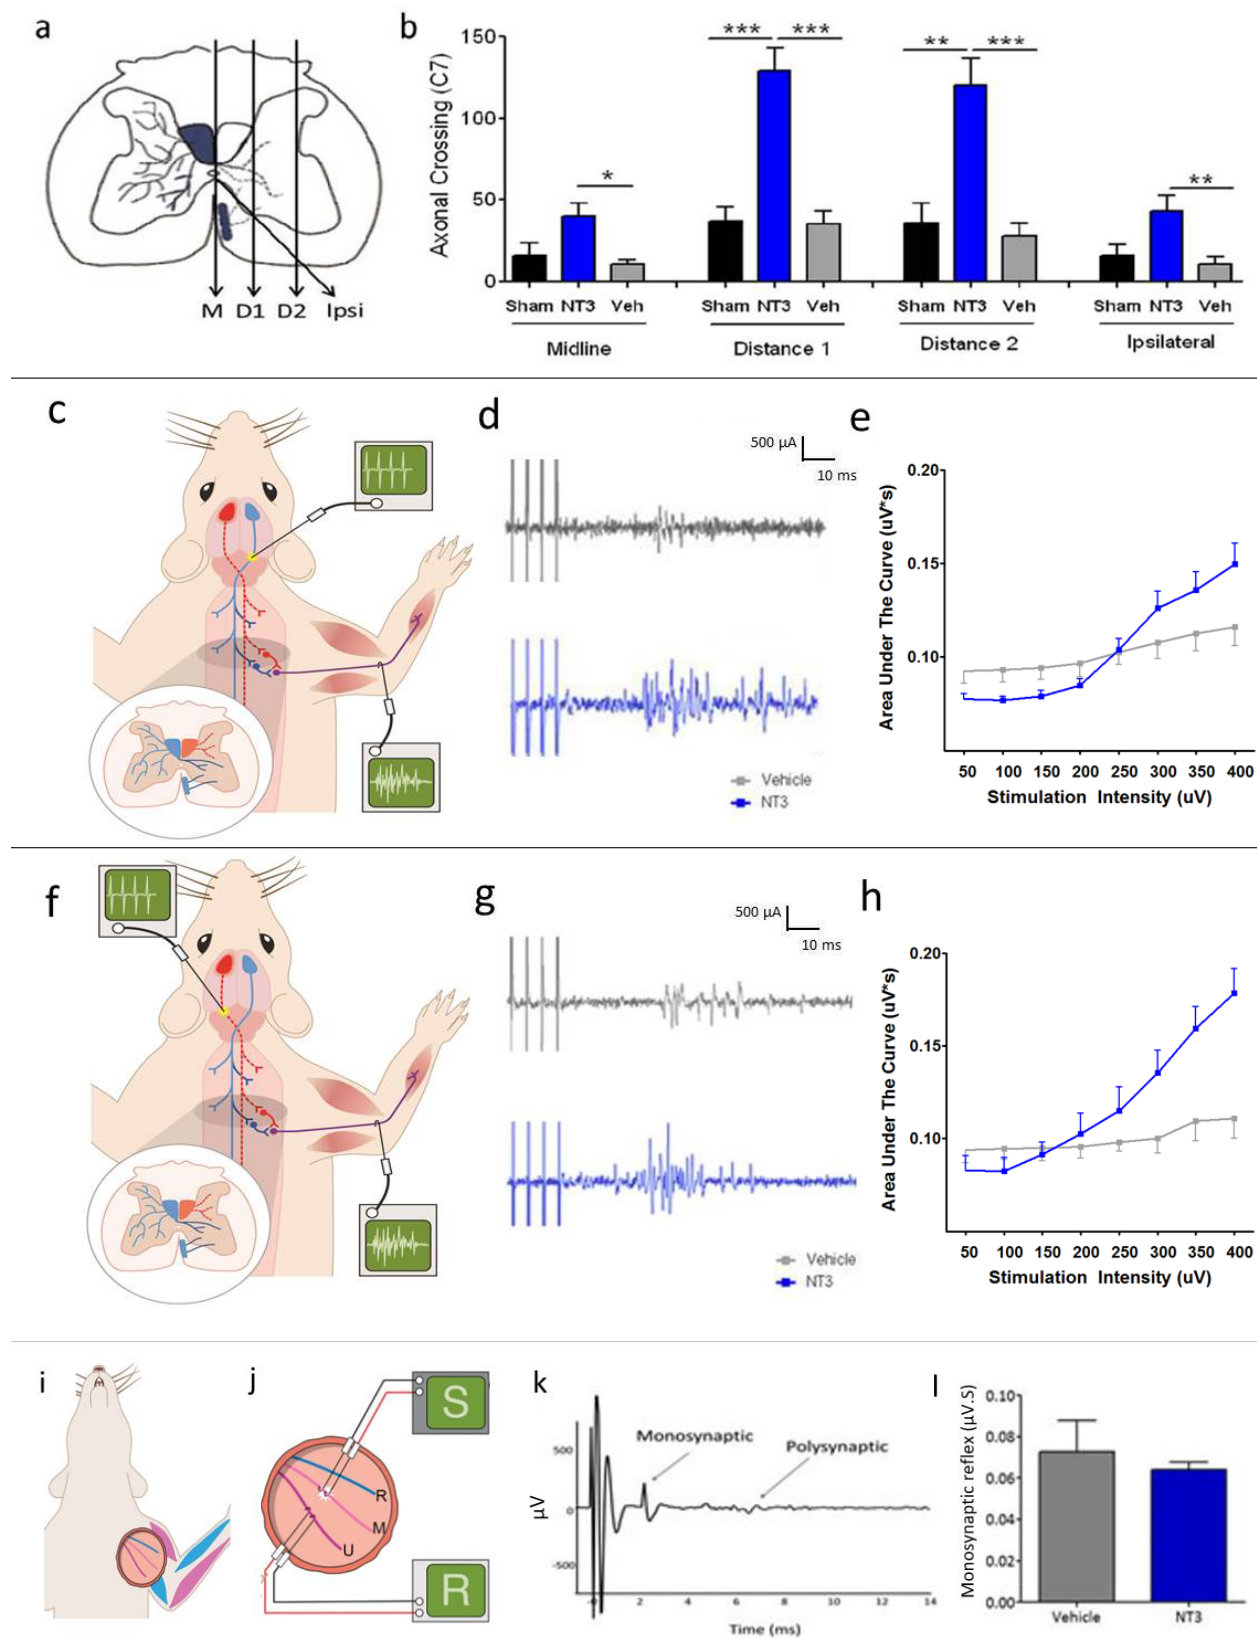 a
M D1 D2 Ipsi
b
Axonal Crossing (C7)
150
100
50
0
*** ***
** ***
*
**
Sham NT3 Veh Sham NT3 Veh Sham NT3 Veh Sham NT3 Veh
Midline Distance 1 Distance 2 Ipsilateral
c
d
500 µA
10 ms
Vehicle
NT3
e
Area Under The Curve (uV*s)
0.20
0.15
0.10
50 100 150 200 250 300 350 400
Stimulation Intensity (uV)
f
g
500 µA
10 ms
Vehicle
NT3
h
Area Under The Curve (uV*s)
0.20
0.15
0.10
50 100 150 200 250 300 350 400
Stimulation Intensity (uV)
i
j
S
R
M
U
R
k
Monosynaptic
Polysynaptic
µV
500
0
-500
2 4 6 8 10 12 14
Time (ms)
l
Monosynaptic reflex (µV.S)
0.10
0.08
0.06
0.04
0.02
0.00
Vehicle NT3